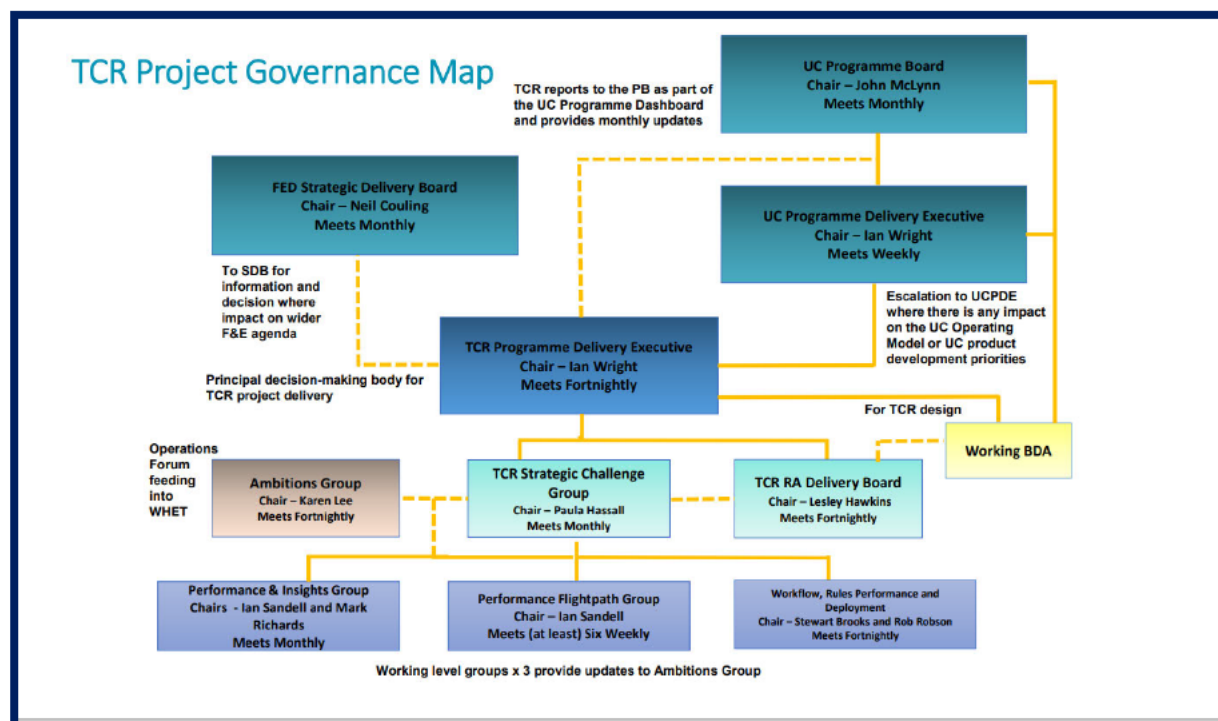 TCR Project Governance Map
TCR reports to the PB as part of
the UC Programme Dashboard
and provides monthly updates
UC Programme Board
Chair – John McLynn
Meets Monthly
FED Strategic Delivery Board
Chair – Neil Couling
Meets Monthly
UC Programme Delivery Executive
Chair – Ian Wright
Meets Weekly
To SDB for
information and
decision where
impact on wider
F&E agenda
Escalation to UCPDE
where there is any impact
on the UC Operating
Model or UC product
development priorities
TCR Programme Delivery Executive
Chair – Ian Wright
Meets Fortnightly
Principal decision-making body for
TCR project delivery
For TCR design
Working BDA
Operations
Forum
feeding
into
WHET
Ambitions Group
Chair – Karen Lee
Meets Fortnightly
TCR Strategic Challenge
Group
Chair – Paula Hassall
Meets Monthly
TCR RA Delivery Board
Chair – Lesley Hawkins
Meets Fortnightly
Performance & Insights Group
Chairs - Ian Sandell and Mark
Richards
Meets Monthly
Performance Flightpath Group
Chair – Ian Sandell
Meets (at least) Six Weekly
Workflow, Rules Performance and
Deployment
Chair – Stewart Brooks and Rob Robson
Meets Fortnightly
Working level groups x 3 provide updates to Ambitions Group